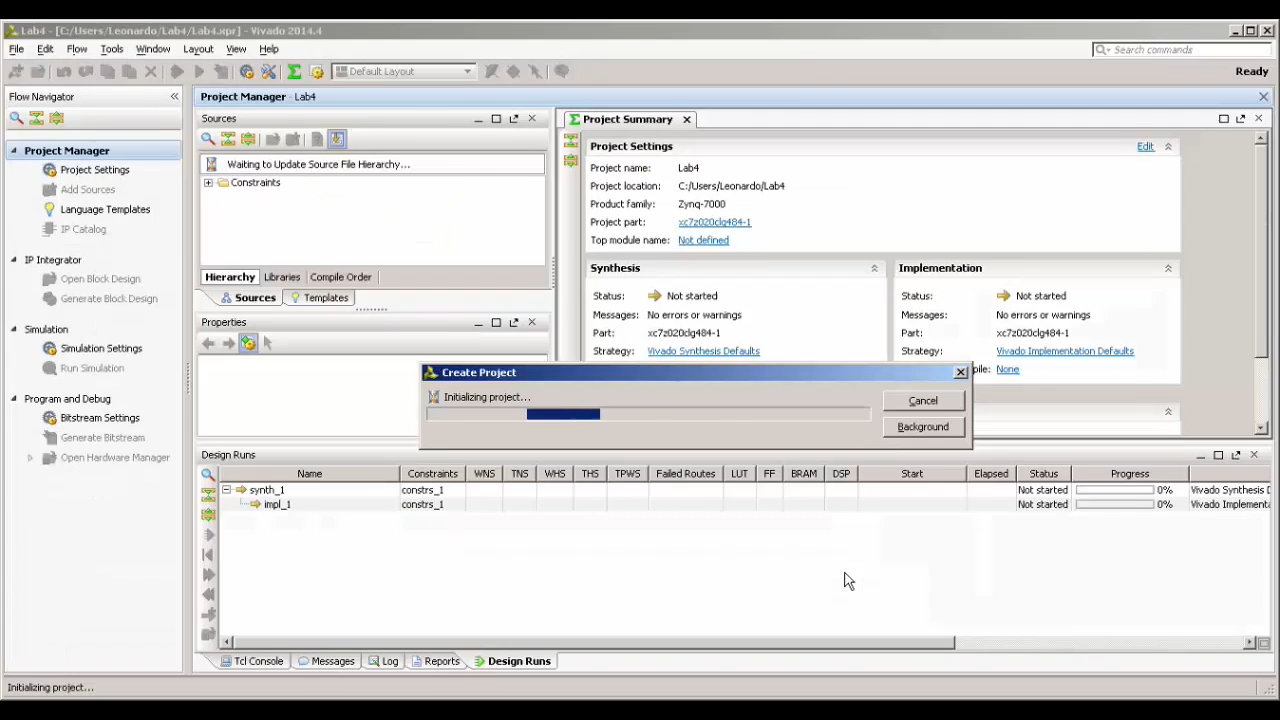 Lab4 - [C:/Users/Leonardo/Lab4/Lab4.xpr] - Vivado 2014.4
File Edit Flow Tools Window Layout View Help
Search commands
Default Layout
Ready
Flow Navigator
Project Manager
Project Settings
Add Sources
Language Templates
IP Catalog
IP Integrator
Open Block Design
Generate Block Design
Simulation
Simulation Settings
Run Simulation
Program and Debug
Bitstream Settings
Generate Bitstream
Open Hardware Manager
Project Manager - Lab4
Sources
Waiting to Update Source File Hierarchy...
Constraints
Hierarchy Libraries Compile Order
Sources Templates
Properties
Project Summary
Project Settings Edit
Project name: Lab4
Project location: C:/Users/Leonardo/Lab4
Product family: Zynq-7000
Project part: xc7z020clg484-1
Top module name: Not defined
Synthesis
Status: Not started
Messages: No errors or warnings
Part: xc7z020clg484-1
Strategy: Vivado Synthesis Defaults
Implementation
Status: Not started
Messages: No errors or warnings
Part: xc7z020clg484-1
Strategy: Vivado Implementation Defaults
None
Create Project
Initializing project...
Cancel
Background
Design Runs
Name Constraints WNS TNS WHS THS TPWS Failed Routes LUT FF BRAM DSP Start Elapsed Status Progress
synth_1 constrs_1 Not started 0% Vivado Synthesis D
impl_1 constrs_1 Not started 0% Vivado Implementa
Tcl Console Messages Log Reports Design Runs
Initializing project...